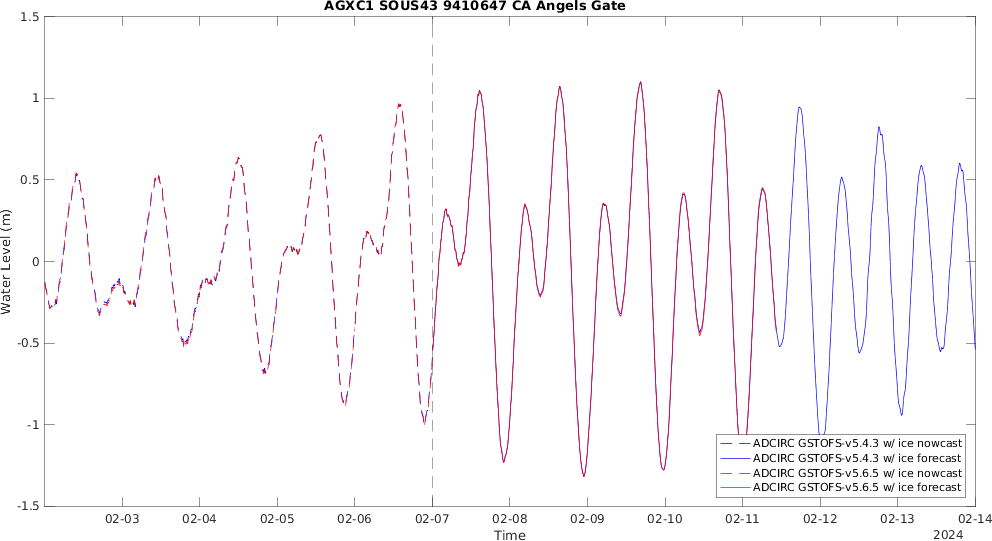 AGXC1 SOUS43 9410647 CA Angels Gate
1.5
1
0.5
0
-0.5
-1
-1.5
Water Level (m)
02-03 02-04 02-05 02-06 02-07 02-08 02-09 02-10 02-11 02-12 02-13 02-14
Time
2024
ADCIRC GSTOFS-v5.4.3 w/ ice nowcast
ADCIRC GSTOFS-v5.4.3 w/ ice forecast
ADCIRC GSTOFS-v5.6.5 w/ ice nowcast
ADCIRC GSTOFS-v5.6.5 w/ ice forecast